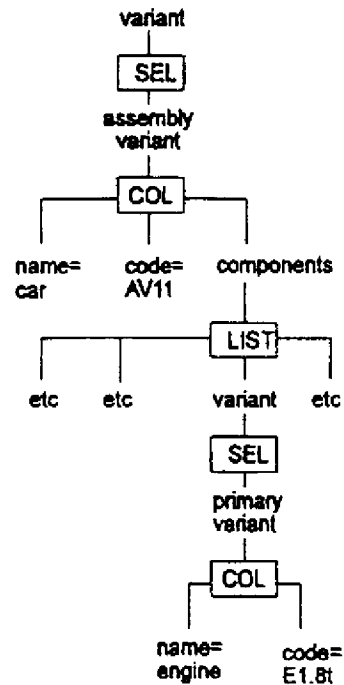 variant
SEL
assembly
variant
COL
name=
car
code=
AV11
components
LIST
etc
etc
variant
etc
SEL
primary
variant
COL
name=
engine
code=
E1.8t